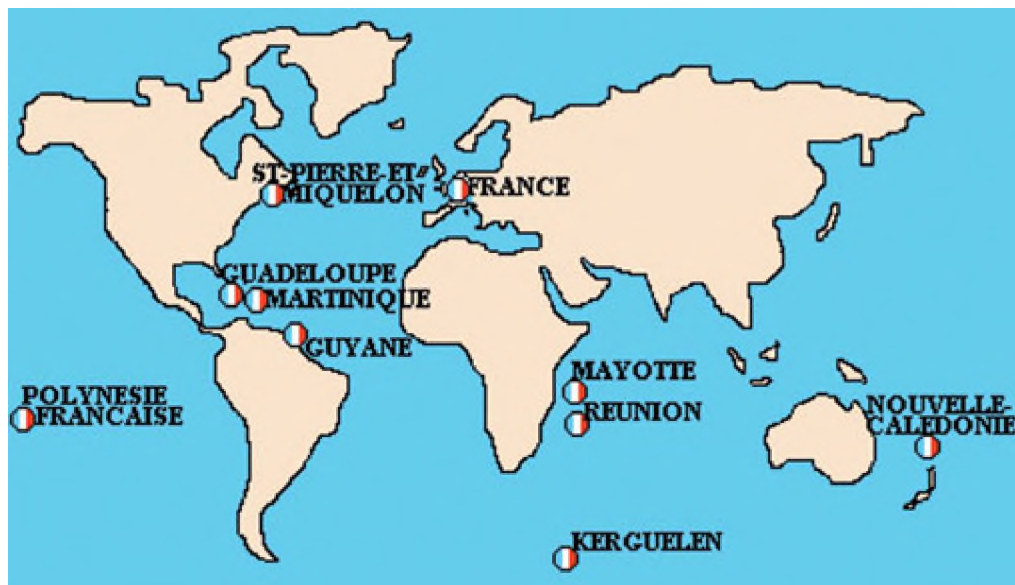 ST-PIERRE-ET
MIQUELON
FRANCE
GUADELOUPE
MARTINIQUE
GUYANE
MAYOTTE
REUNION
POLYNESIE
FRANCAISE
NOUVELLE-
CALEDONIE
KERGUELEN